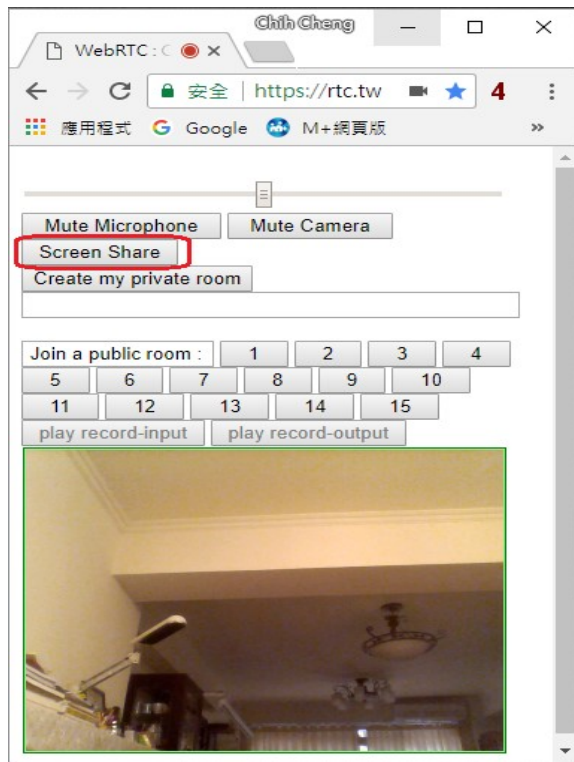 Chih Cheng
WebRTC : C
安全 | https://rtc.tw 4
應用程式 Google M+網頁版 »
Mute Microphone Mute Camera
Screen Share
Create my private room
Join a public room : 1 2 3 4
5 6 7 8 9 10
11 12 13 14 15
play record-input play record-output